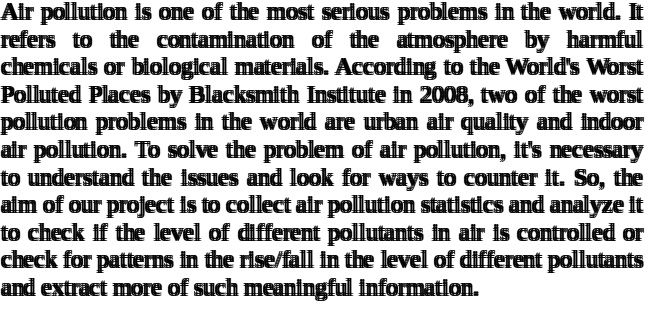 Air pollution is one of the most serious problems in the world. It
refers to the contamination of the atmosphere by harmful
chemicals or biological materials. According to the World's Worst
Polluted Places by Blacksmith Institute in 2008, two of the worst
pollution problems in the world are urban air quality and indoor
air pollution. To solve the problem of air pollution, it's necessary
to understand the issues and look for ways to counter it. So, the
aim of our project is to collect air pollution statistics and analyze it
to check if the level of different pollutants in air is controlled or
check for patterns in the rise/fall in the level of different pollutants
and extract more of such meaningful information.